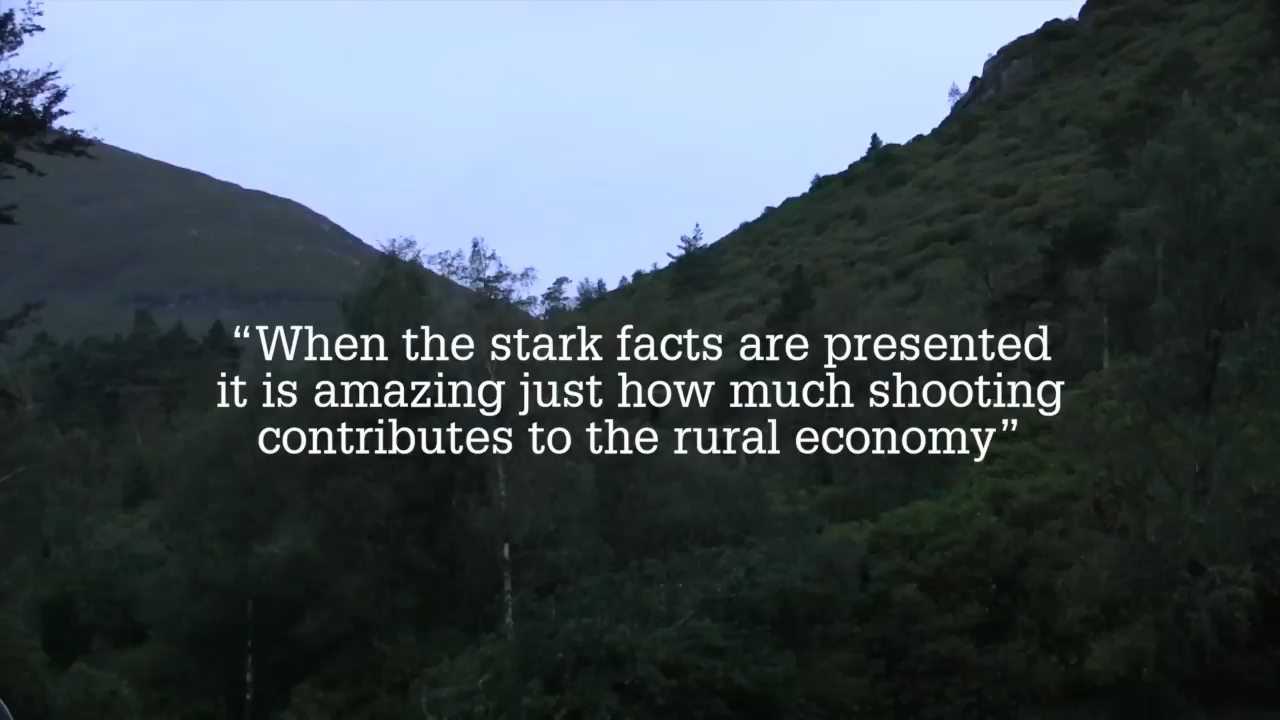 “When the stark facts are presented
it is amazing just how much shooting
contributes to the rural economy”